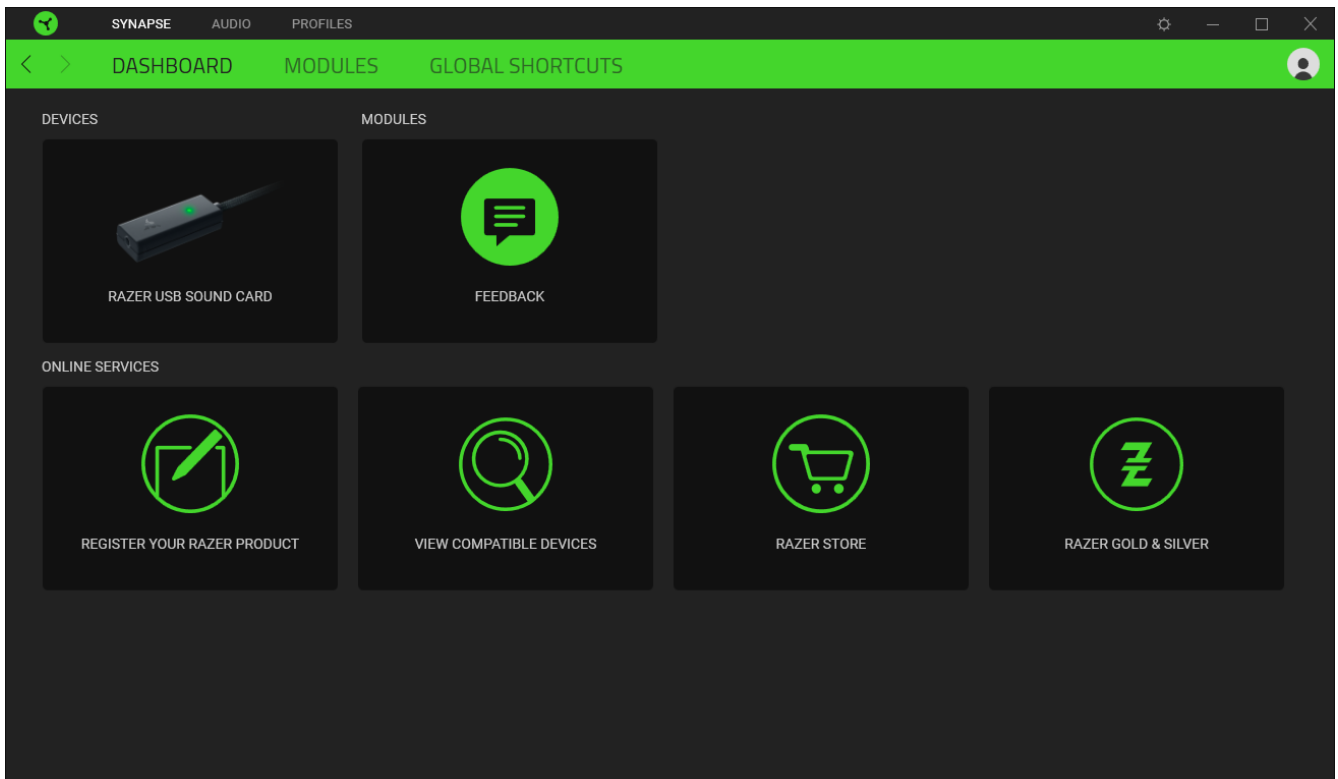 SYNAPSE AUDIO PROFILES
DASHBOARD MODULES GLOBAL SHORTCUTS
DEVICES MODULES
RAZER USB SOUND CARD FEEDBACK
ONLINE SERVICES
REGISTER YOUR RAZER PRODUCT VIEW COMPATIBLE DEVICES RAZER STORE RAZER GOLD & SILVER